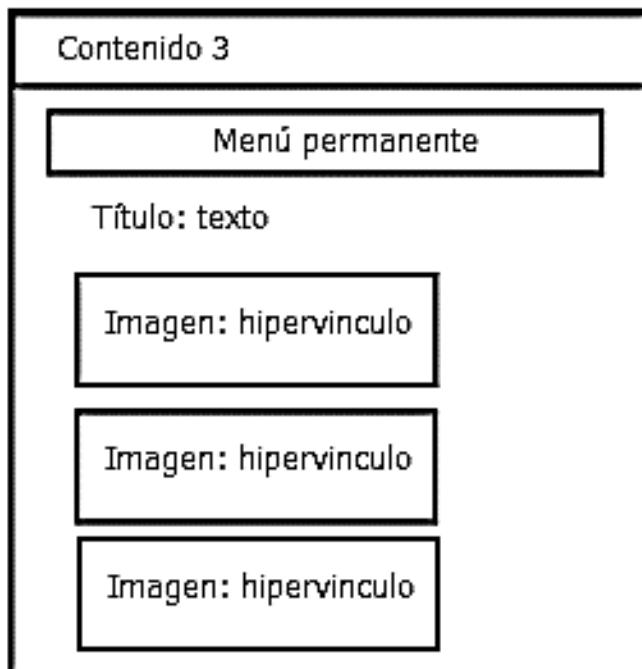 Contenido 3
Menú permanente
Título: texto
Imagen: hipervinculo
Imagen: hipervinculo
Imagen: hipervinculo